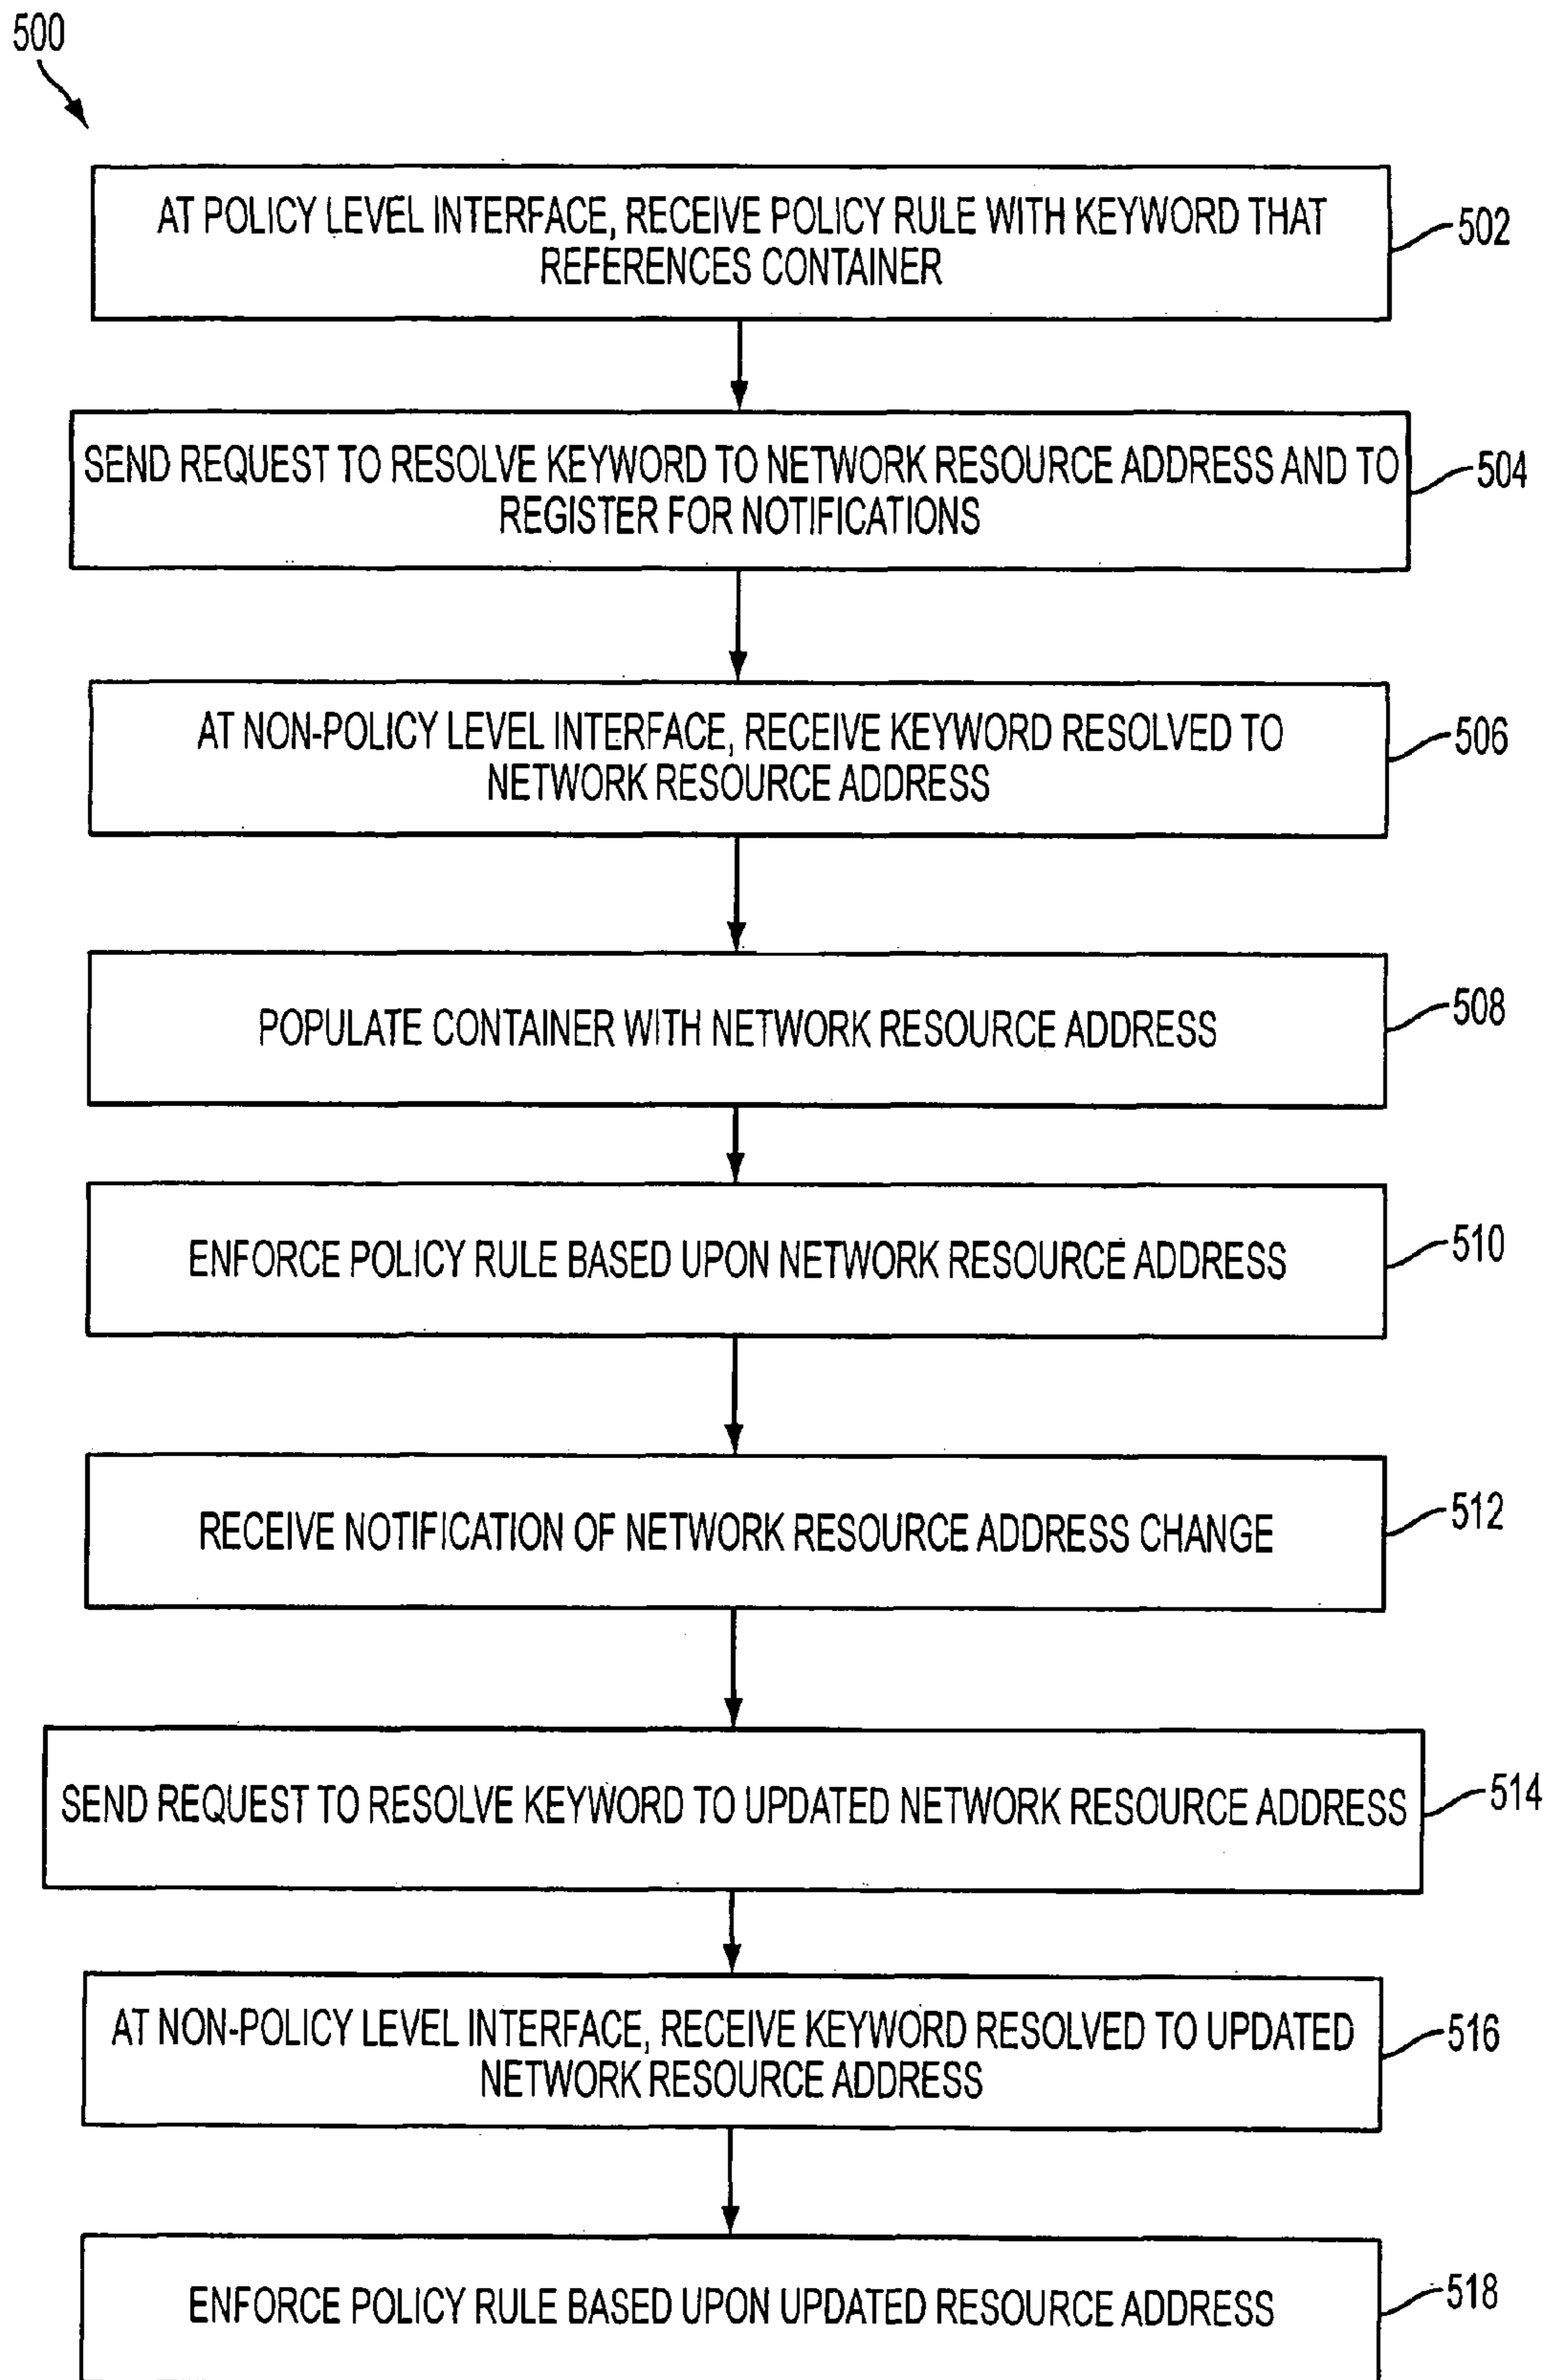 500
AT POLICY LEVEL INTERFACE, RECEIVE POLICY RULE WITH KEYWORD THAT
REFERENCES CONTAINER
502
SEND REQUEST TO RESOLVE KEYWORD TO NETWORK RESOURCE ADDRESS AND TO
REGISTER FOR NOTIFICATIONS
504
AT NON-POLICY LEVEL INTERFACE, RECEIVE KEYWORD RESOLVED TO
NETWORK RESOURCE ADDRESS
506
POPULATE CONTAINER WITH NETWORK RESOURCE ADDRESS
508
ENFORCE POLICY RULE BASED UPON NETWORK RESOURCE ADDRESS
510
RECEIVE NOTIFICATION OF NETWORK RESOURCE ADDRESS CHANGE
512
SEND REQUEST TO RESOLVE KEYWORD TO UPDATED NETWORK RESOURCE ADDRESS
514
AT NON-POLICY LEVEL INTERFACE, RECEIVE KEYWORD RESOLVED TO UPDATED
NETWORK RESOURCE ADDRESS
516
ENFORCE POLICY RULE BASED UPON UPDATED RESOURCE ADDRESS
518